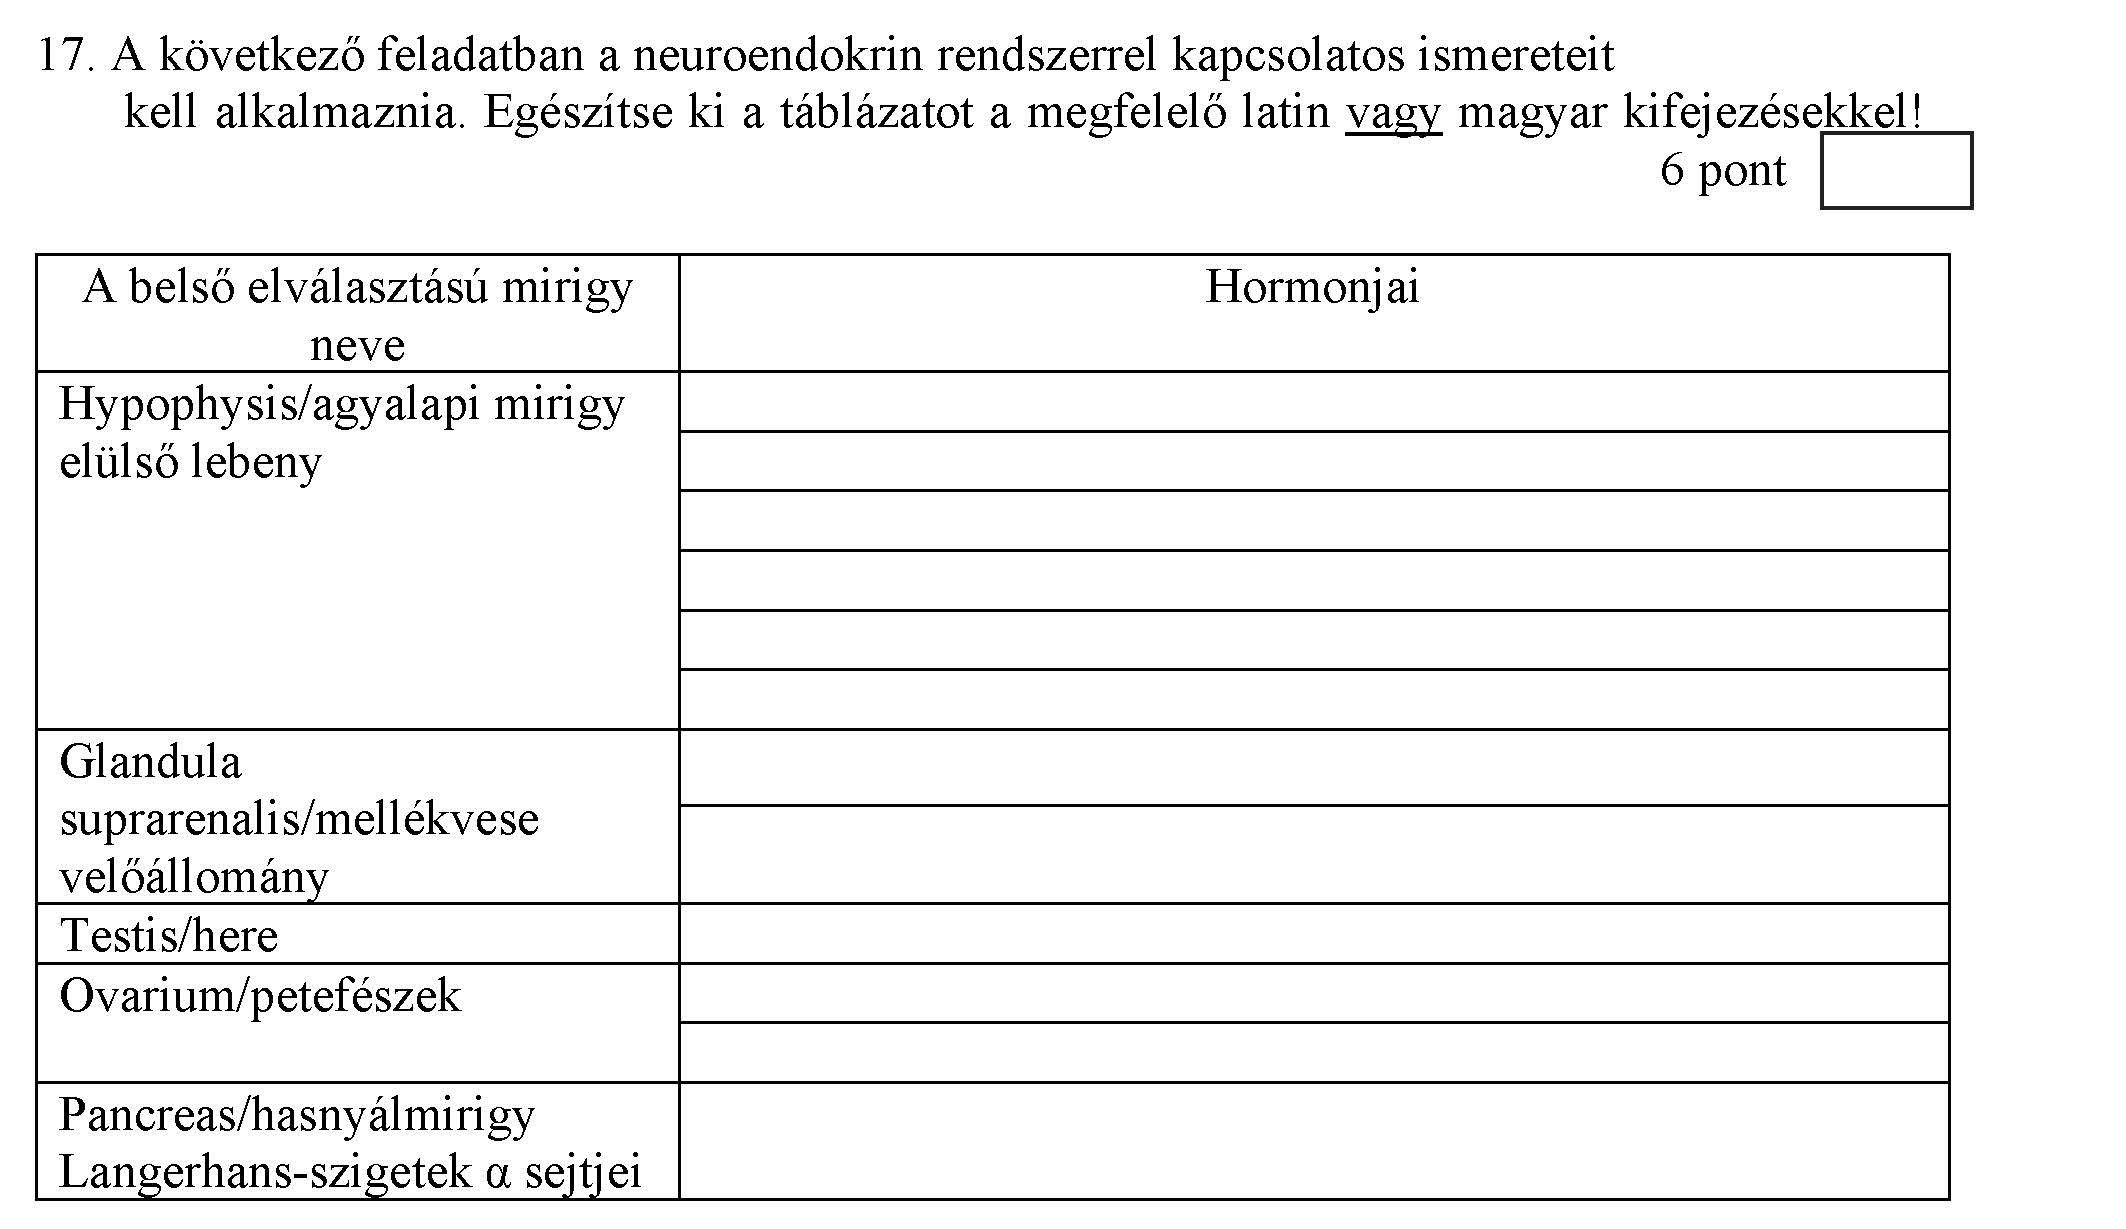 17. A következő feladatban a neuroendokrin rendszerrel kapcsolatos ismereteit
kell alkalmaznia. Egészítse ki a táblázatot a megfelelő latin vagy magyar kifejezésekkel!
6 pont
A belső elválasztású mirigy
neve
Hormonjai
Hypophysis/agyalapi mirigy
elülső lebeny
Glandula
suprarenalis/mellékvese
velőállomány
Testis/here
Ovarium/petefészek
Pancreas/hasnyálmirigy
Langerhans-szigetek α sejtjei